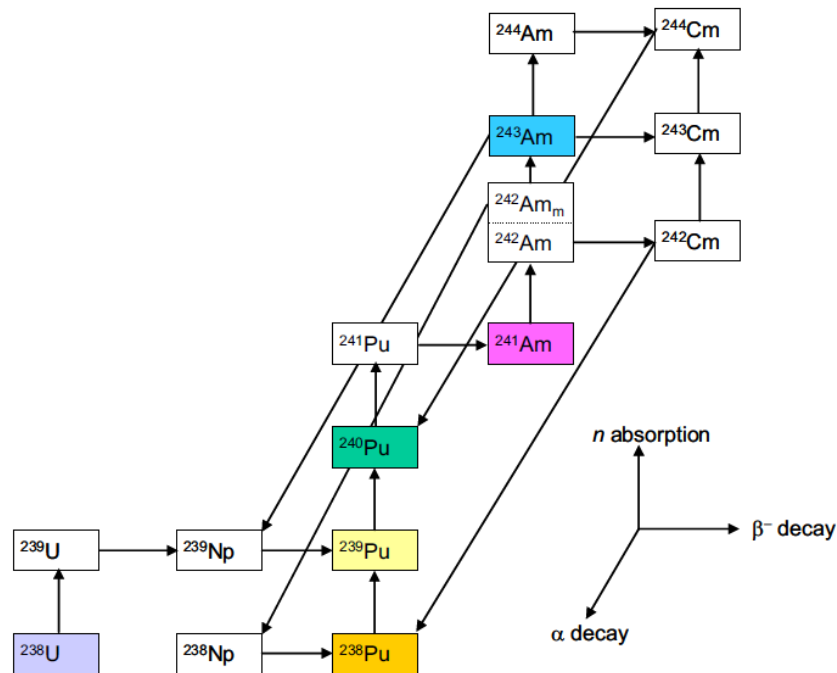 ²⁴⁴Am ²⁴⁴Cm
²⁴³Am ²⁴³Cm
²⁴²Amₘ
²⁴²Am ²⁴²Cm
²⁴¹Pu ²⁴¹Am
²⁴⁰Pu
n absorption
²³⁹U ²³⁹Np ²³⁹Pu
β⁻ decay
α decay
²³⁸U ²³⁸Np ²³⁸Pu